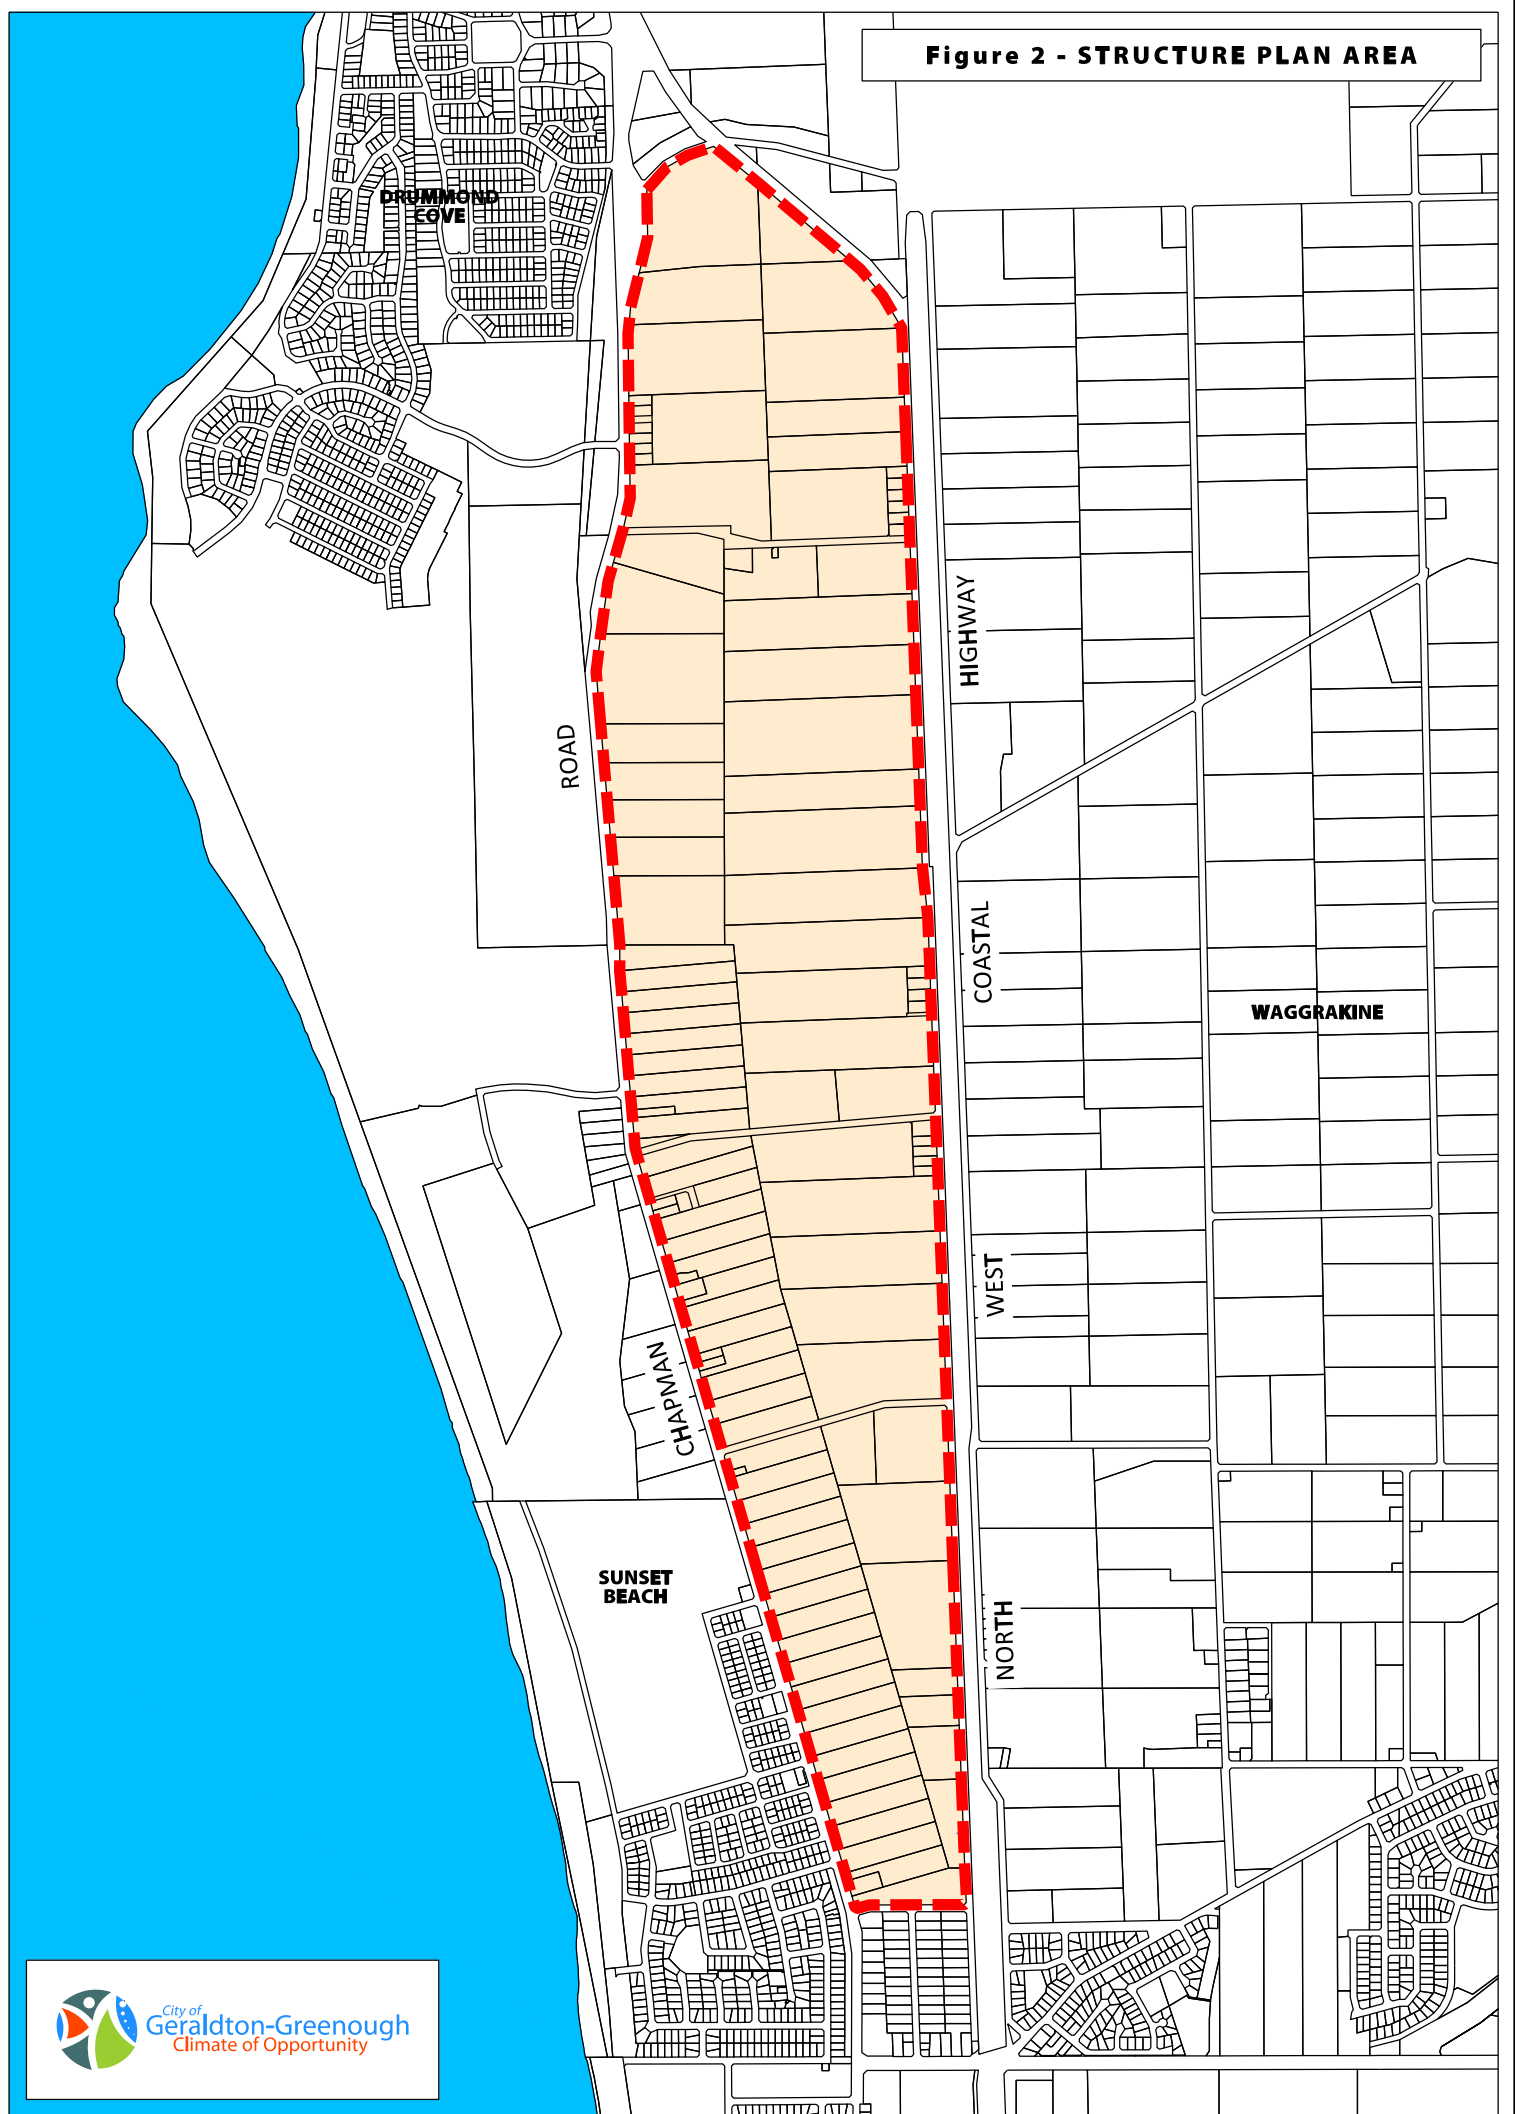 Figure 2 - STRUCTURE PLAN AREA
DRUMMOND
COVE
HIGHWAY
ROAD
COASTAL
WAGGRAKINE
WEST
CHAPMAN
SUNSET
BEACH
NORTH
City of
Geraldton-Greenough
Climate of Opportunity